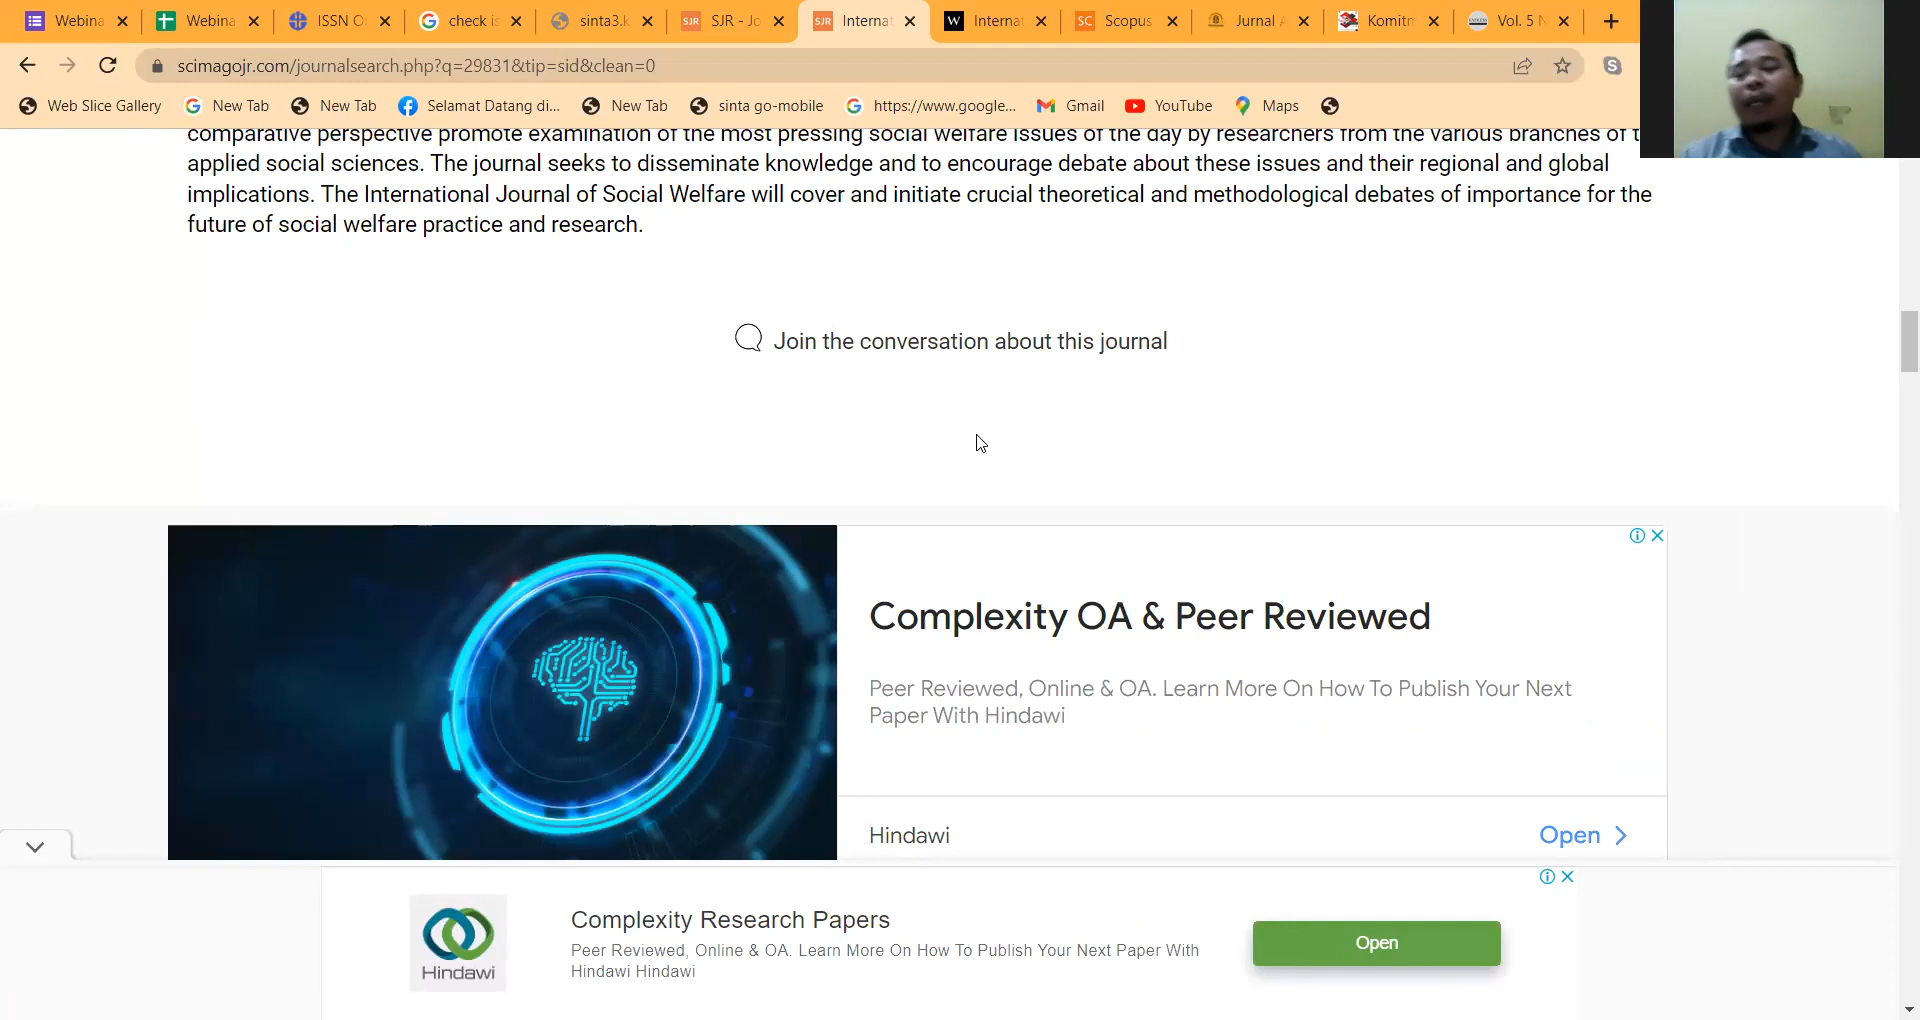 Webina
Webina
ISSN O
check is
sinta3.k
SJR - Jo
Internat
Internat
Scopus
Jurnal A
Komitm
Vol. 5 N
scimagojr.com/journalsearch.php?q=29831&tip=sid&clean=0
Web Slice Gallery
New Tab
New Tab
Selamat Datang di...
New Tab
sinta go-mobile
https://www.google...
Gmail
YouTube
Maps
comparative perspective promote examination of the most pressing social welfare issues of the day by researchers from the various branches of t
applied social sciences. The journal seeks to disseminate knowledge and to encourage debate about these issues and their regional and global
implications. The International Journal of Social Welfare will cover and initiate crucial theoretical and methodological debates of importance for the
future of social welfare practice and research.
Join the conversation about this journal
Complexity OA & Peer Reviewed
Peer Reviewed, Online & OA. Learn More On How To Publish Your Next
Paper With Hindawi
Hindawi
Open
Hindawi
Complexity Research Papers
Peer Reviewed, Online & OA. Learn More On How To Publish Your Next Paper With
Hindawi Hindawi
Open